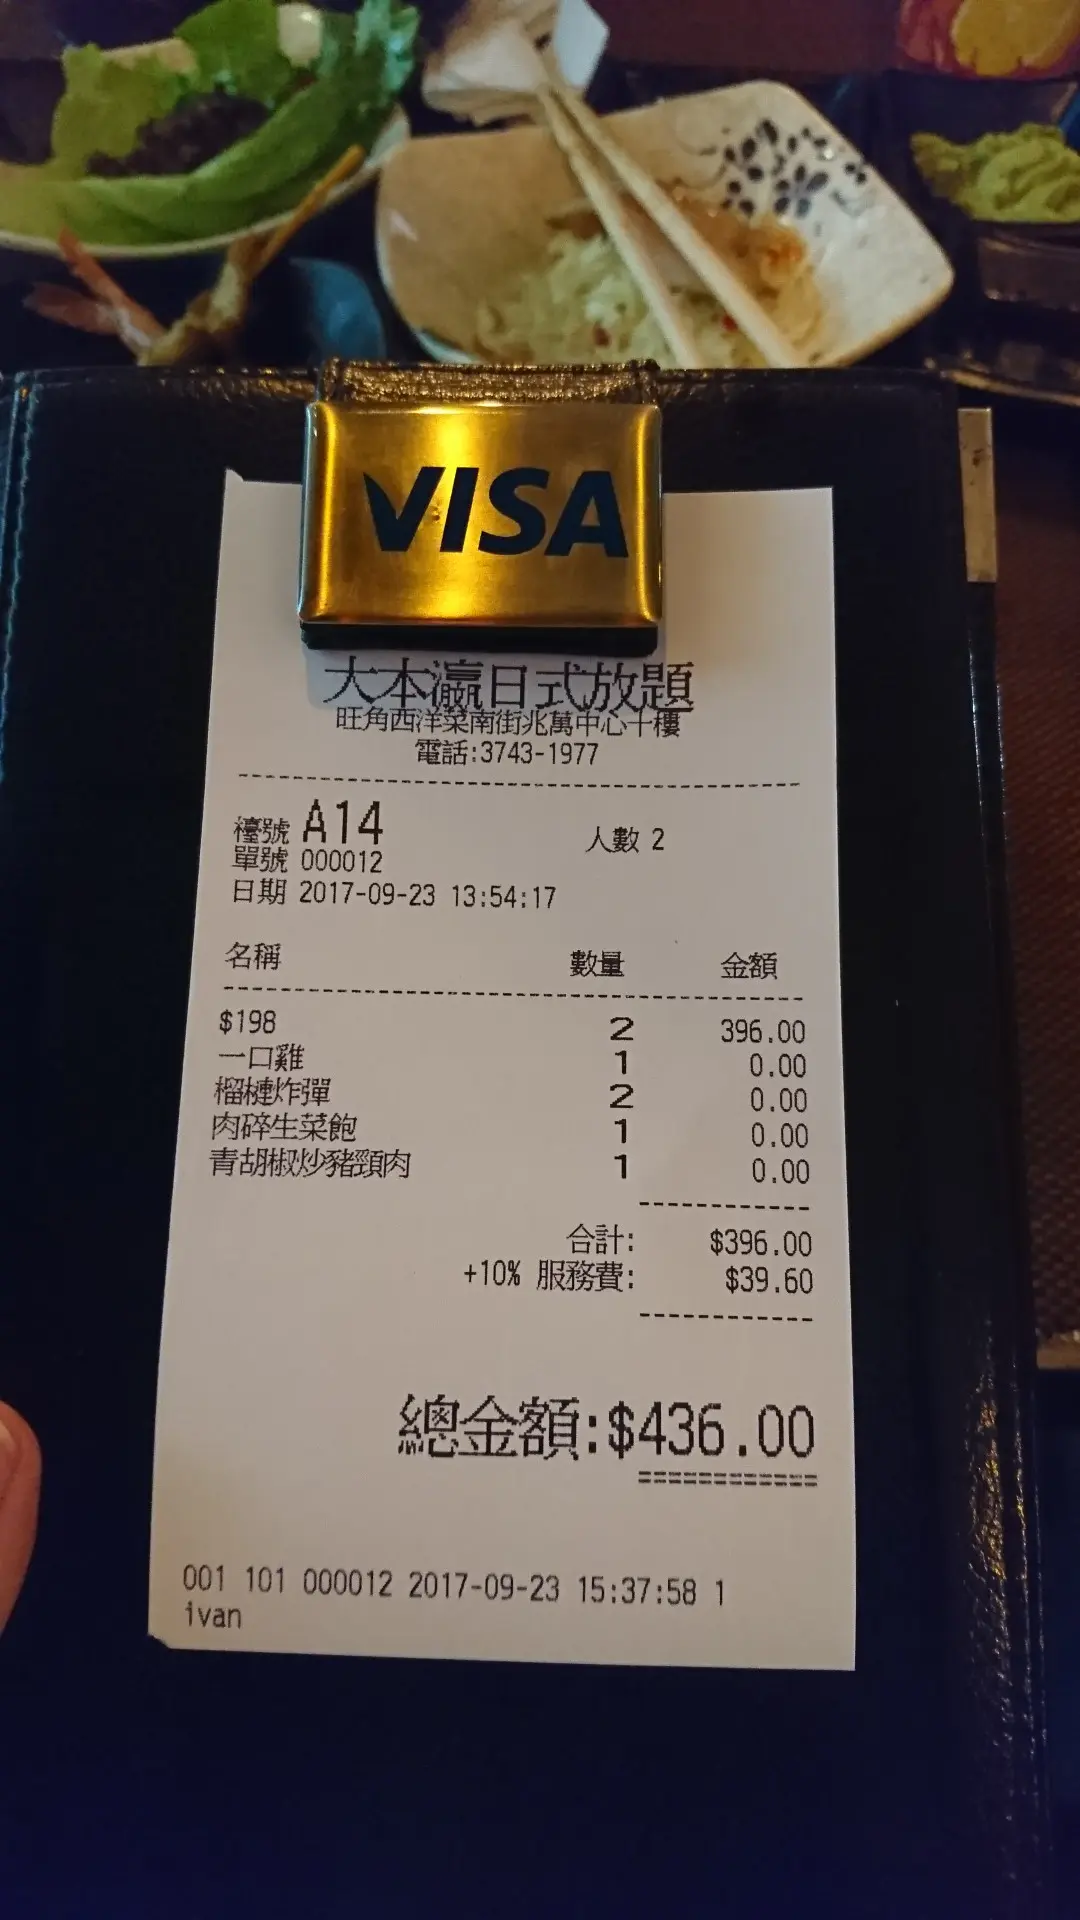 VISA
大本瀛日式放題
旺角西洋菜南街兆萬中心十樓
電話:3743-1977
檯號 A14 人數 2
單號 000012
日期 2017-09-23 13:54:17
名稱 數量 金額
$198 2 396.00
一口雞 1 0.00
榴槤炸彈 2 0.00
肉碎生菜飽 1 0.00
青胡椒炒豬頸肉 1 0.00
合計: $396.00
+10% 服務費: $39.60
總金額:$436.00
001 101 000012 2017-09-23 15:37:58 1
ivan